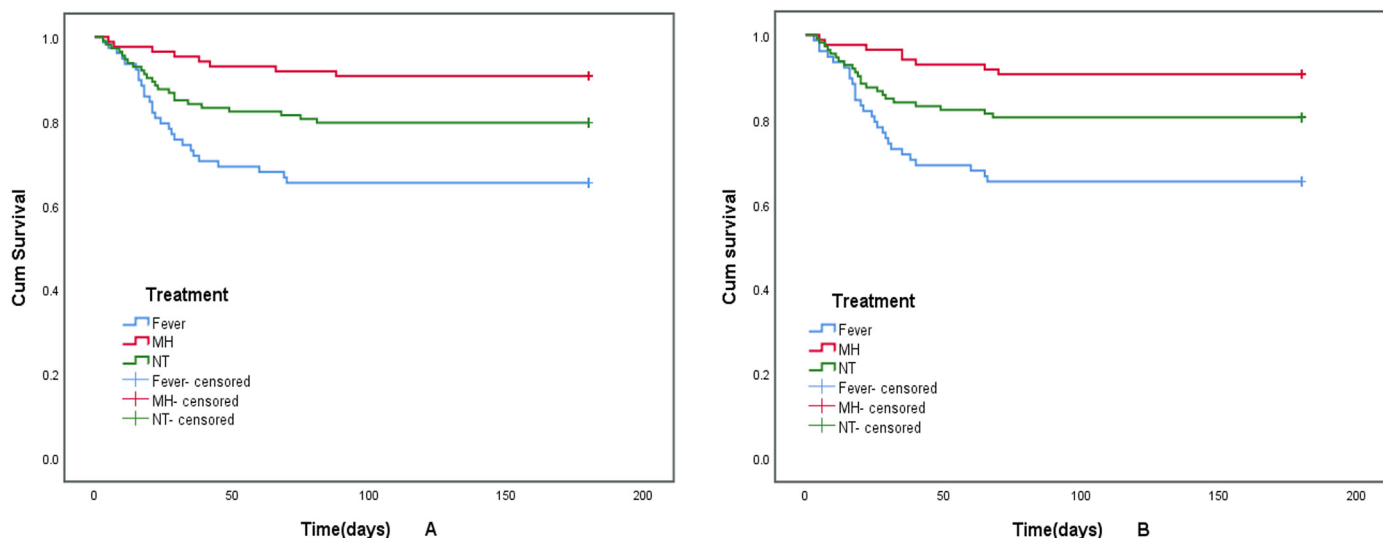 1.0
0.8
0.6
0.4
0.2
0.0
Cum Survival
Treatment
Fever
MH
NT
Fever- censored
MH- censored
NT- censored
0 50 100 150 200
Time(days) A
1.0
0.8
0.6
0.4
0.2
0.0
Cum survival
Treatment
Fever
MH
NT
Fever- censored
MH- censored
NT- censored
0 50 100 150 200
Time(days) B